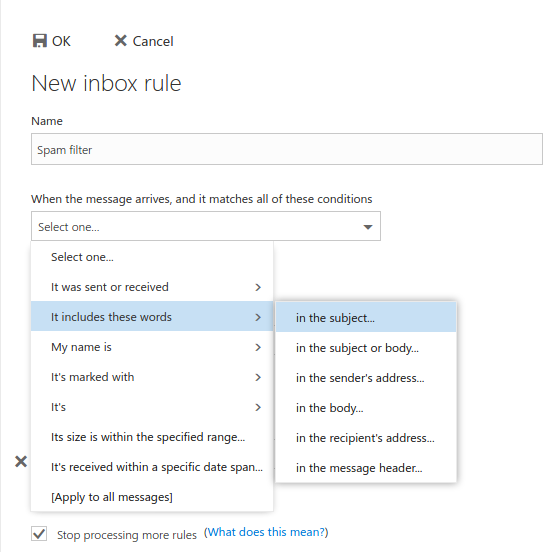 OK
Cancel
New inbox rule
Name
Spam filter
When the message arrives, and it matches all of these conditions
Select one...
Select one...
It was sent or received
It includes these words
My name is
It's marked with
It's
Its size is within the specified range...
It's received within a specific date span...
[Apply to all messages]
in the subject...
in the subject or body...
in the sender's address...
in the body...
in the recipient's address...
in the message header...
Stop processing more rules (What does this mean?)